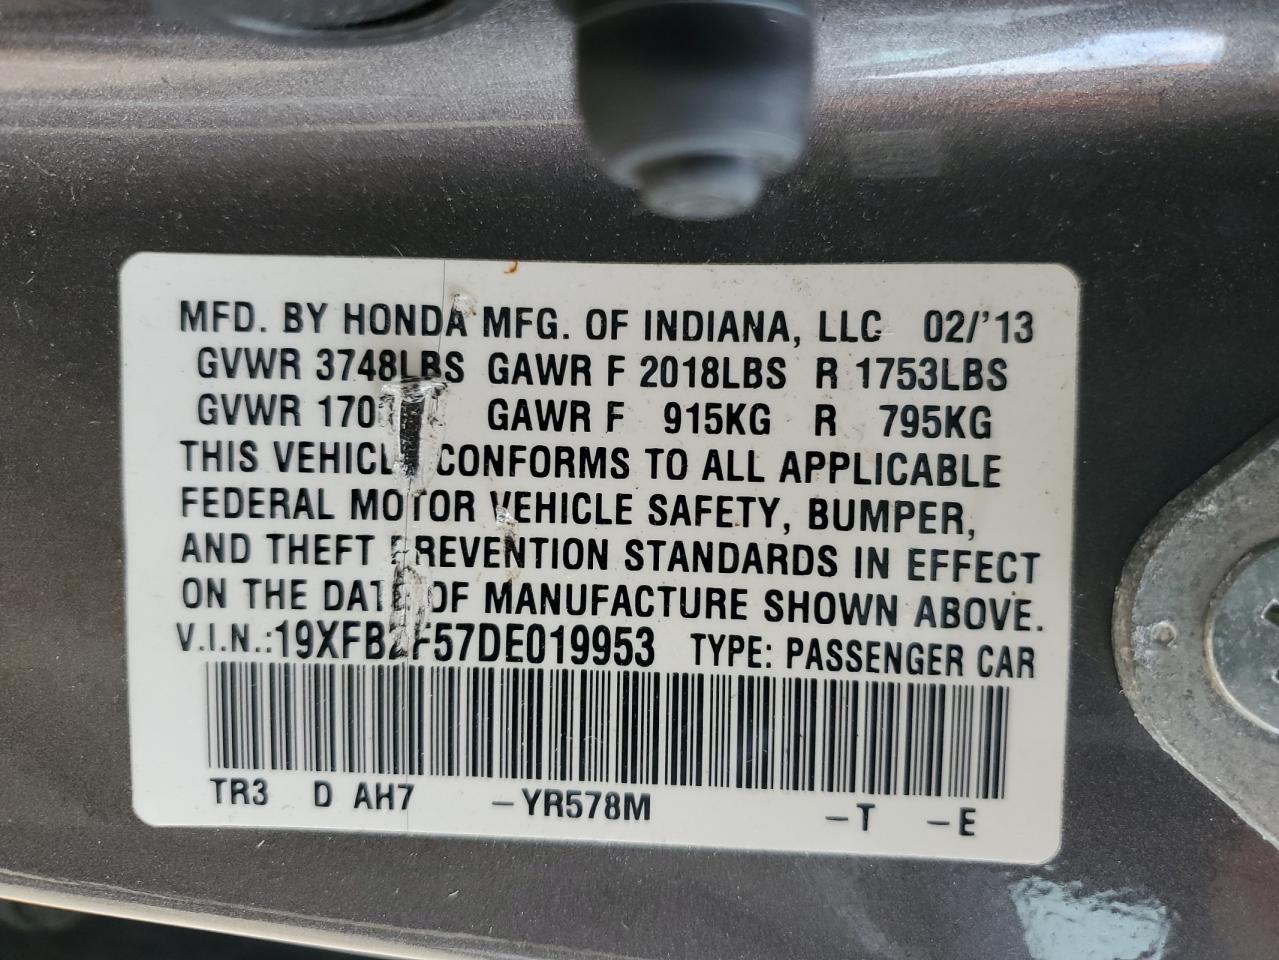 MFD. BY HONDA MFG. OF INDIANA, LLC 02/'13
GVWR 3748LBS GAWR F 2018LBS R 1753LBS
GVWR GAWR F 915KG R 795KG
THIS VEHICLE CONFORMS TO ALL APPLICABLE
FEDERAL MOTOR VEHICLE SAFETY, BUMPER,
AND THEFT PREVENTION STANDARDS IN EFFECT
ON THE DATE OF MANUFACTURE SHOWN ABOVE.
V.I.N.:19XFB2F57DE019953 TYPE: PASSENGER CAR
TR3 D AH7 –YR578M –T –E